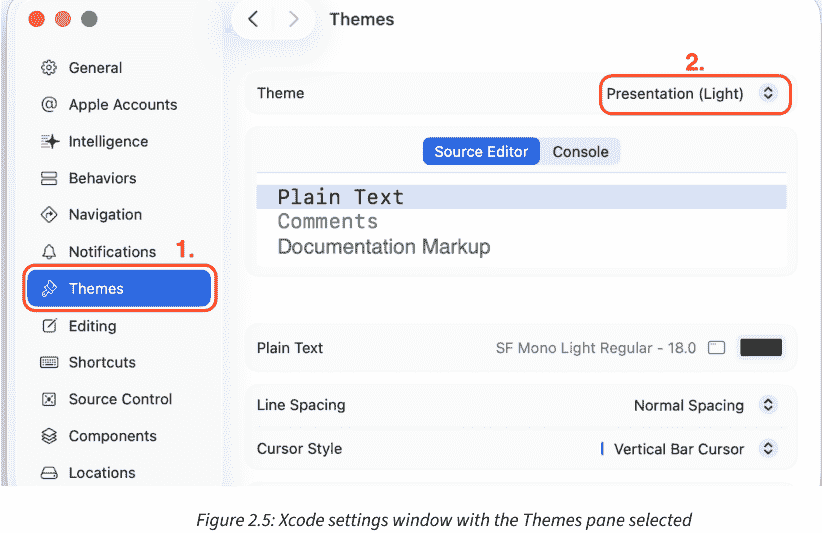 Themes
General
Apple Accounts
Intelligence
Behaviors
Navigation
Notifications
1.
Themes
Editing
Shortcuts
Source Control
Components
Locations
2.
Theme Presentation (Light)
Source Editor Console
Plain Text
Comments
Documentation Markup
Plain Text SF Mono Light Regular - 18.0
Line Spacing Normal Spacing
Cursor Style Vertical Bar Cursor
Figure 2.5: Xcode settings window with the Themes pane selected